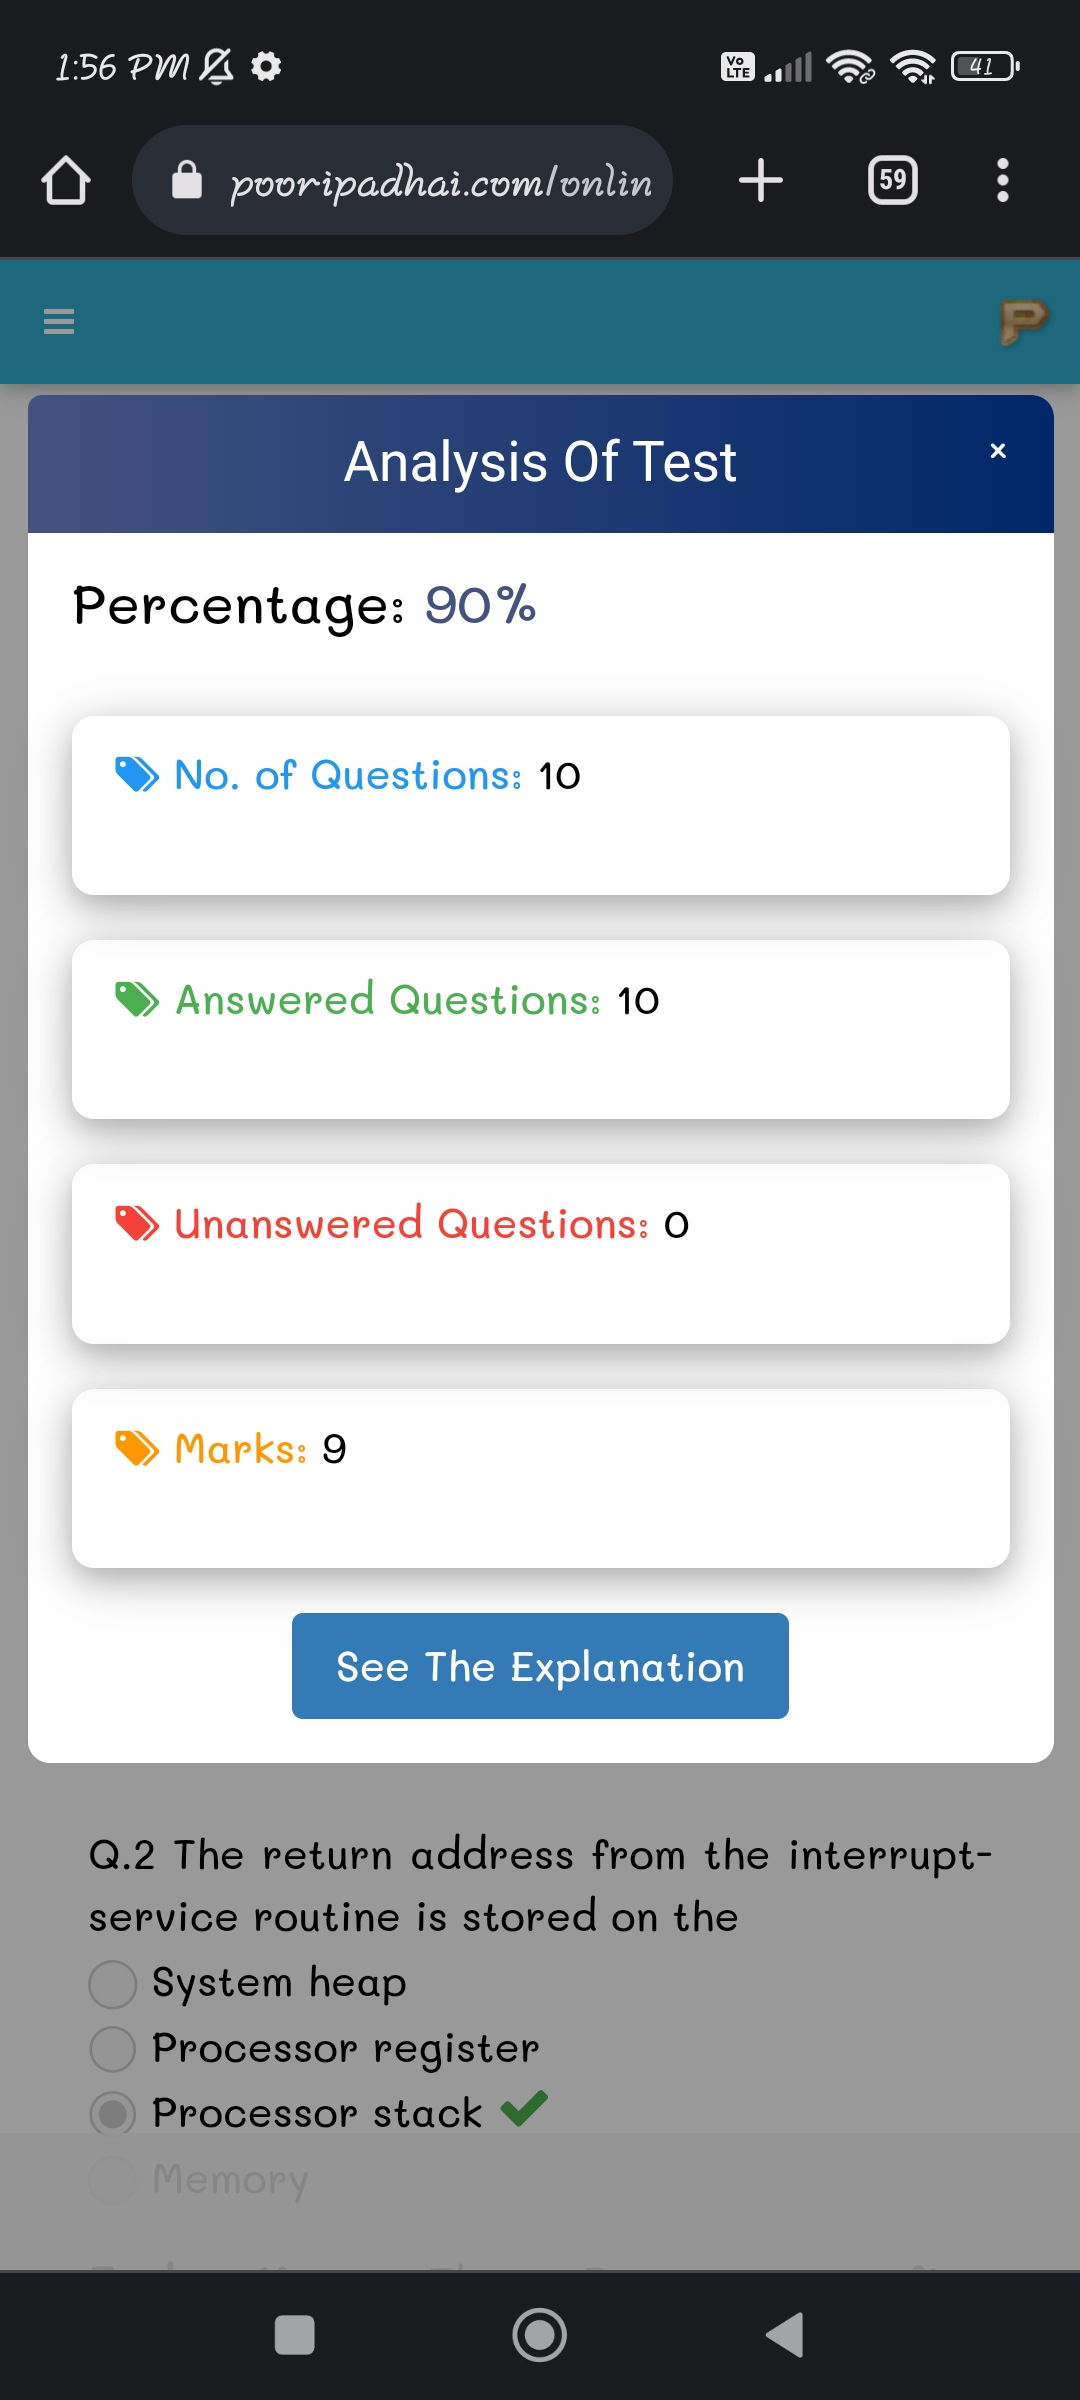 1:56 PM
Vo LTE
41
pooripadhai.com/onlin
59
P
Analysis Of Test
×
Percentage: 90%
No. of Questions: 10
Answered Questions: 10
Unanswered Questions: 0
Marks: 9
See The Explanation
Q.2 The return address from the interrupt-
service routine is stored on the
System heap
Processor register
Processor stack
Memory